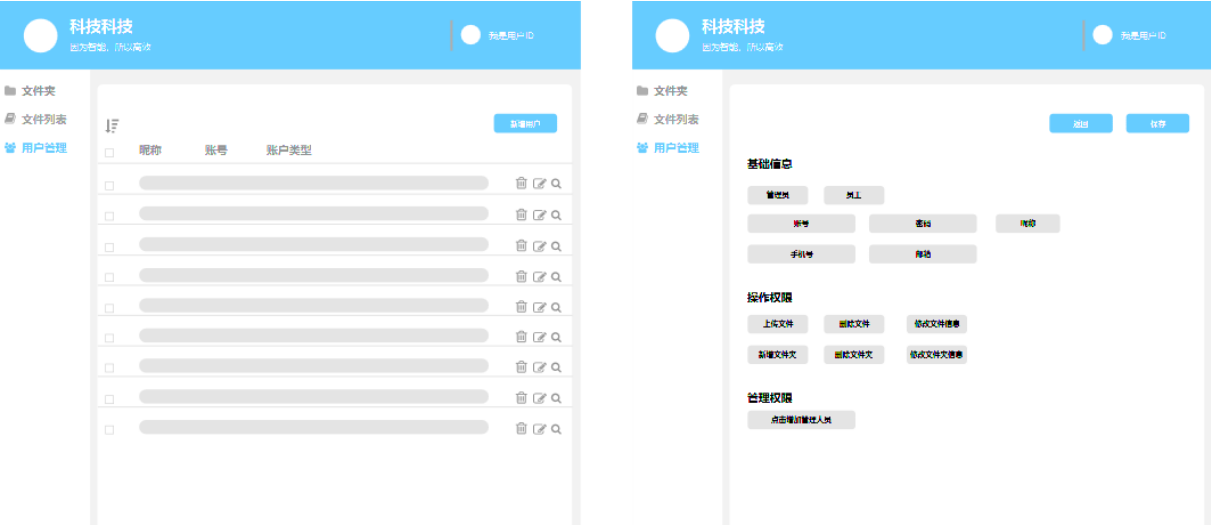 科技科技
因为智能，所以高效
我是用户ID
文件夹
文件列表
用户管理
新增用户
昵称 账号 账户类型
科技科技
因为智能，所以高效
我是用户ID
文件夹
文件列表
用户管理
返回 保存
基础信息
管理员 员工
账号 密码 昵称
手机号 邮箱
操作权限
上传文件 删除文件 修改文件信息
新增文件夹 删除文件夹 修改文件夹信息
管理权限
点击增加管理人员